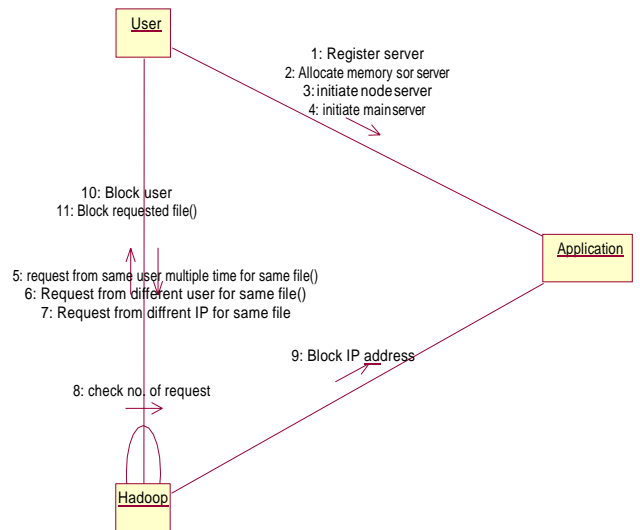 User
1: Register server
2: Allocate memory sor server
3: initiate node server
4: initiate main server
10: Block user
11: Block requested file()
Application
5: request from same user multiple time for same file()
6: Request from different user for same file()
7: Request from diffrent IP for same file
9: Block IP address
8: check no. of request
Hadoop